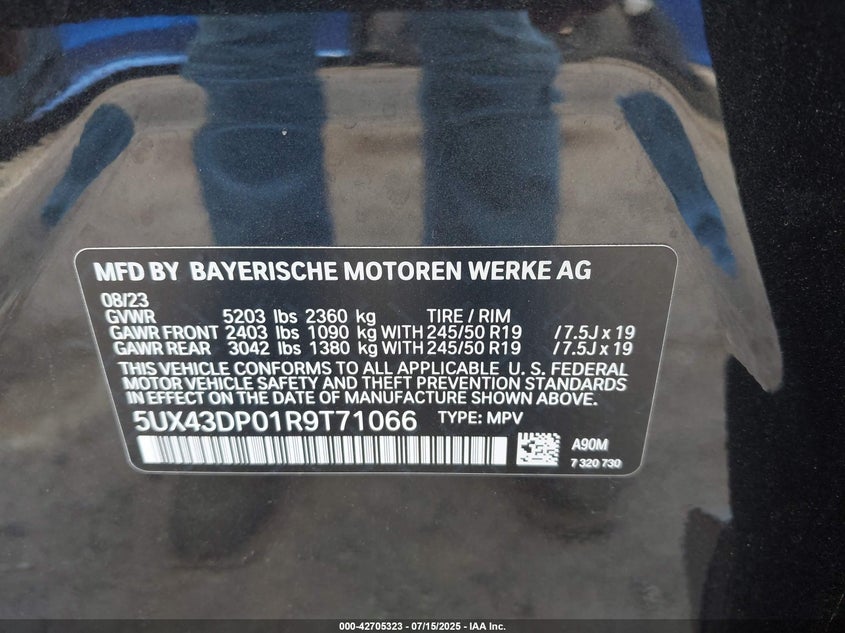 MFD BY BAYERISCHE MOTOREN WERKE AG
08/23
GVWR 5203 lbs 2360 kg TIRE / RIM
GAWR FRONT 2403 lbs 1090 kg WITH 245/50 R19 / 7.5J x 19
GAWR REAR 3042 lbs 1380 kg WITH 245/50 R19 / 7.5J x 19
THIS VEHICLE CONFORMS TO ALL APPLICABLE U. S. FEDERAL
MOTOR VEHICLE SAFETY AND THEFT PREVENTION STANDARDS
IN EFFECT ON THE DATE OF MANUFACTURE SHOWN ABOVE.
5UX43DP01R9T71066 TYPE: MPV
A90M
7 320 730
000-42705323 - 07/15/2025 - IAA Inc.